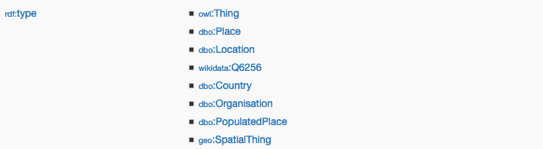 rdf:type
owl:Thing
dbo:Place
dbo:Location
wikidata:Q6256
dbo:Country
dbo:Organisation
dbo:PopulatedPlace
geo:SpatialThing